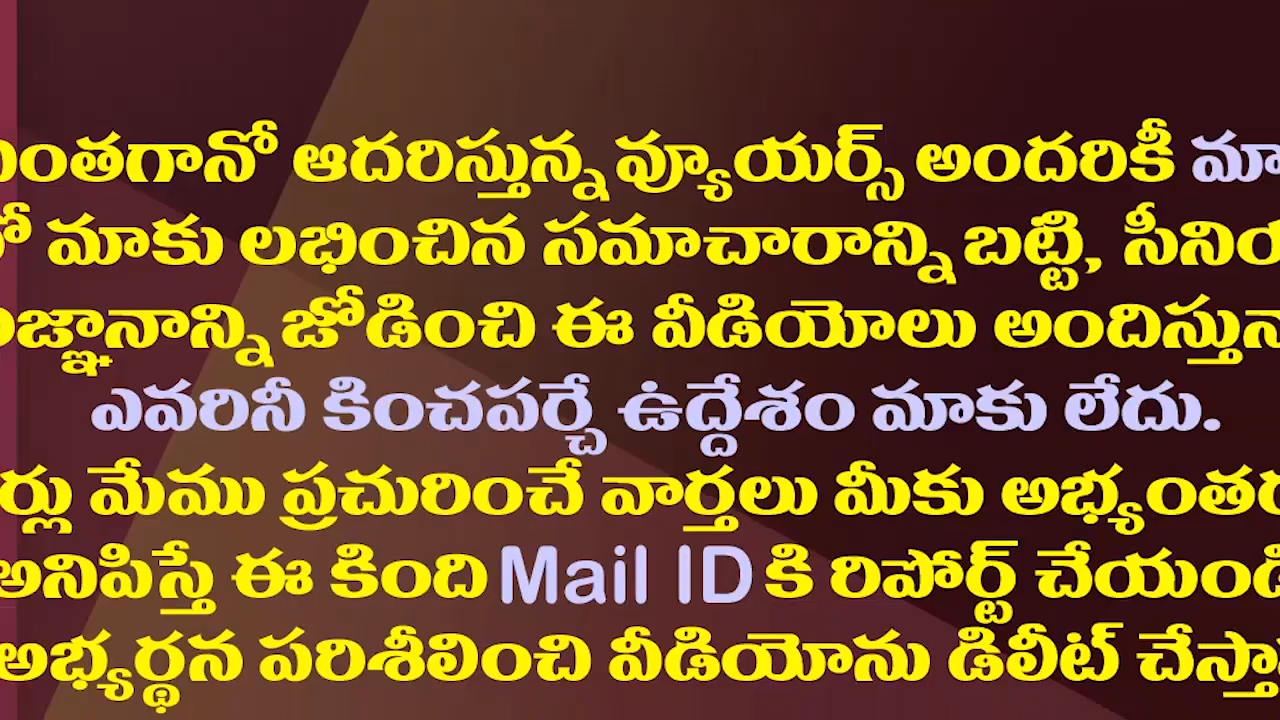 ఎంతగానో ఆదరిస్తున్న వ్యూయర్స్ అందరికీ మా
మాకు లభించిన సమాచారాన్ని బట్టి,
జోడించి ఈ వీడియోలు
ఎవరినీ కించపర్చే ఉద్దేశం మాకు లేదు.
మేము ప్రచురించే వార్తలు మీకు
అనిపిస్తే ఈ కింది Mail ID కి రిపోర్ట్ చేయండి
అభ్యర్థన పరిశీలించి వీడియోను డిలీట్